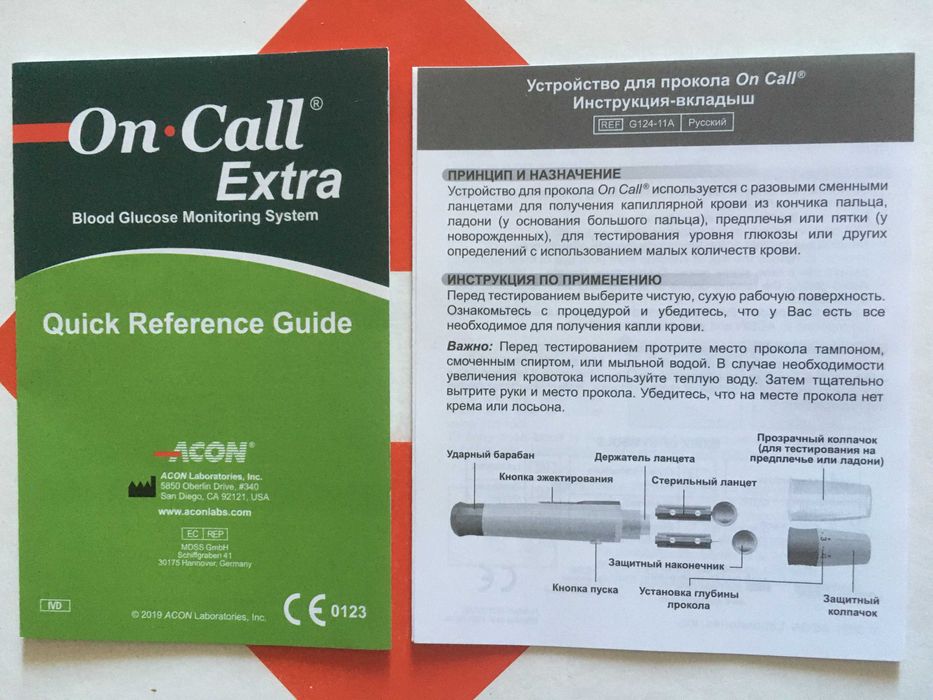 On·Call®
Extra
Blood Glucose Monitoring System
Quick Reference Guide
ACON®
ACON Laboratories, Inc.
5850 Oberlin Drive, #340
San Diego, CA 92121, USA
www.aconlabs.com
EC REP
MDSS GmbH
Schiffgraben 41
30175 Hannover, Germany
IVD
© 2019 ACON Laboratories, Inc.
CE 0123
Устройство для прокола On Call®
Инструкция-вкладыш
REF G124-11A Русский
ПРИНЦИП И НАЗНАЧЕНИЕ
Устройство для прокола On Call® используется с разовыми сменными
ланцетами для получения капиллярной крови из кончика пальца,
ладони (у основания большого пальца), предплечья или пятки (у
новорожденных), для тестирования уровня глюкозы или других
определений с использованием малых количеств крови.
ИНСТРУКЦИЯ ПО ПРИМЕНЕНИЮ
Перед тестированием выберите чистую, сухую рабочую поверхность.
Ознакомьтесь с процедурой и убедитесь, что у Вас есть все
необходимое для получения капли крови.
Важно: Перед тестированием протрите место прокола тампоном,
смоченным спиртом, или мыльной водой. В случае необходимости
увеличения кровотока используйте теплую воду. Затем тщательно
вытрите руки и место прокола. Убедитесь, что на месте прокола нет
крема или лосьона.
Ударный барабан
Кнопка эжектирования
Держатель ланцета
Стерильный ланцет
Прозрачный колпачок
(для тестирования на
предплечье или ладони)
Защитный наконечник
Кнопка пуска
Установка глубины
прокола
Защитный
колпачок